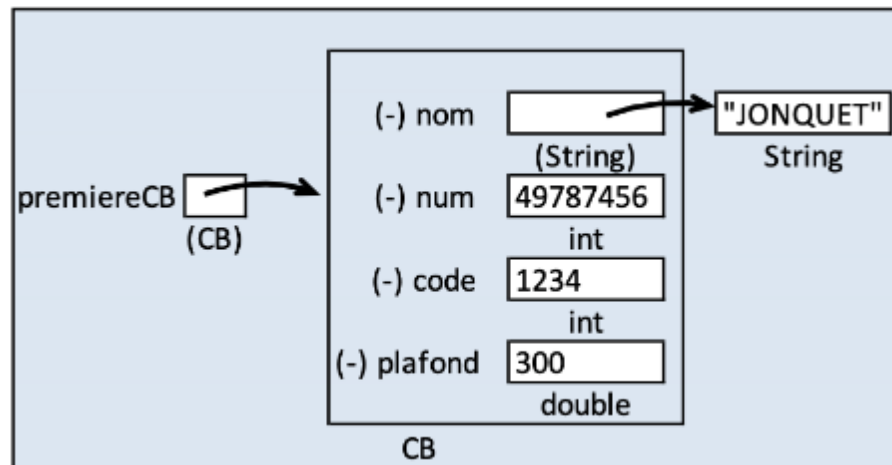 (-) nom
"JONQUET"
(String)
String
premiereCB
(CB)
(-) num
49787456
int
(-) code
1234
int
(-) plafond
300
double
CB